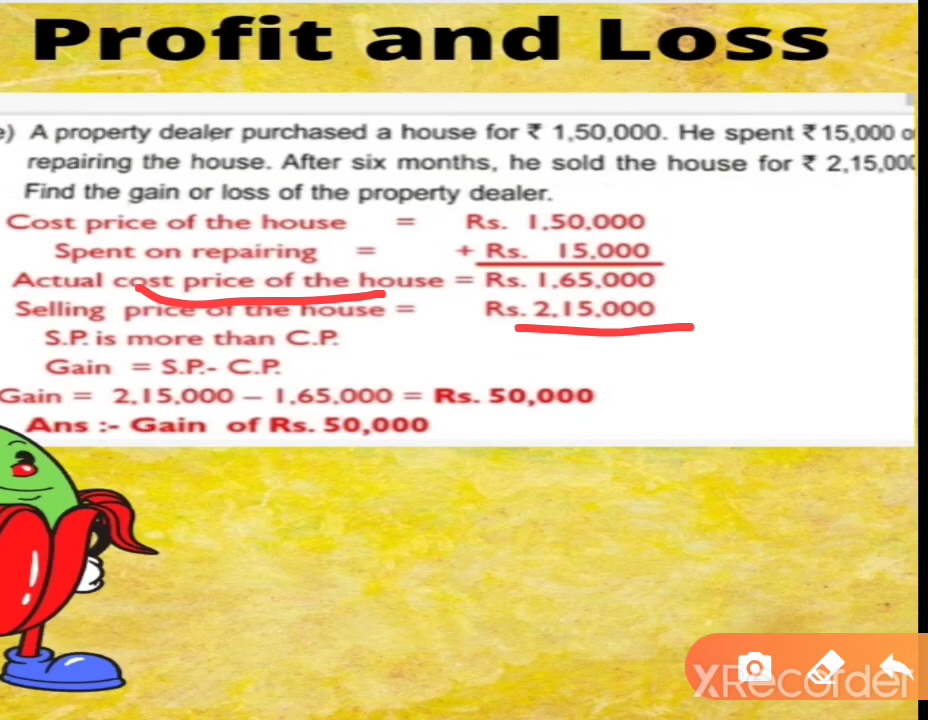 Profit and Loss
e) A property dealer purchased a house for ₹ 1,50,000. He spent ₹ 15,000
repairing the house. After six months, he sold the house for ₹ 2,15,000
Find the gain or loss of the property dealer.
Cost price of the house = Rs. 1,50,000
Spent on repairing = + Rs. 15,000
Actual cost price of the house = Rs. 1,65,000
Selling price of the house = Rs. 2,15,000
S.P. is more than C.P.
Gain = S.P.- C.P.
Gain = 2,15,000 – 1,65,000 = Rs. 50,000
Ans :- Gain of Rs. 50,000
XRecorder